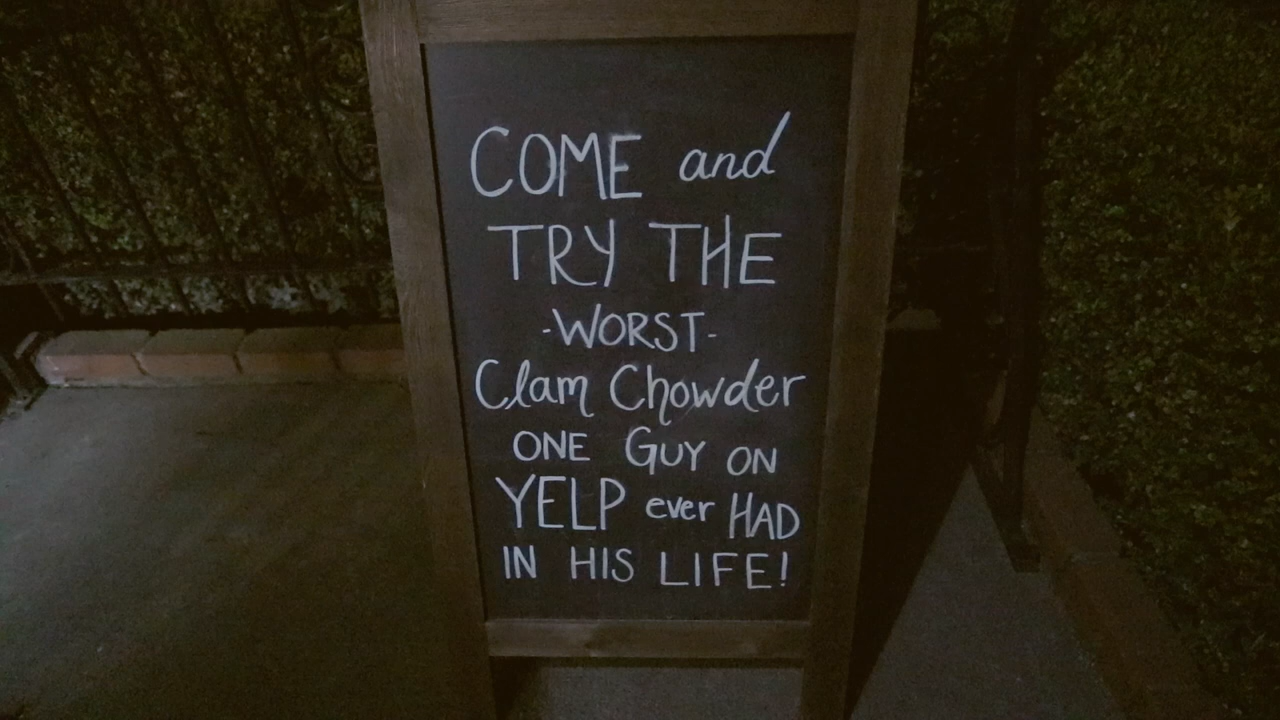 COME and
TRY THE
-WORST-
Clam Chowder
ONE GUY ON
YELP ever HAD
IN HIS LIFE!